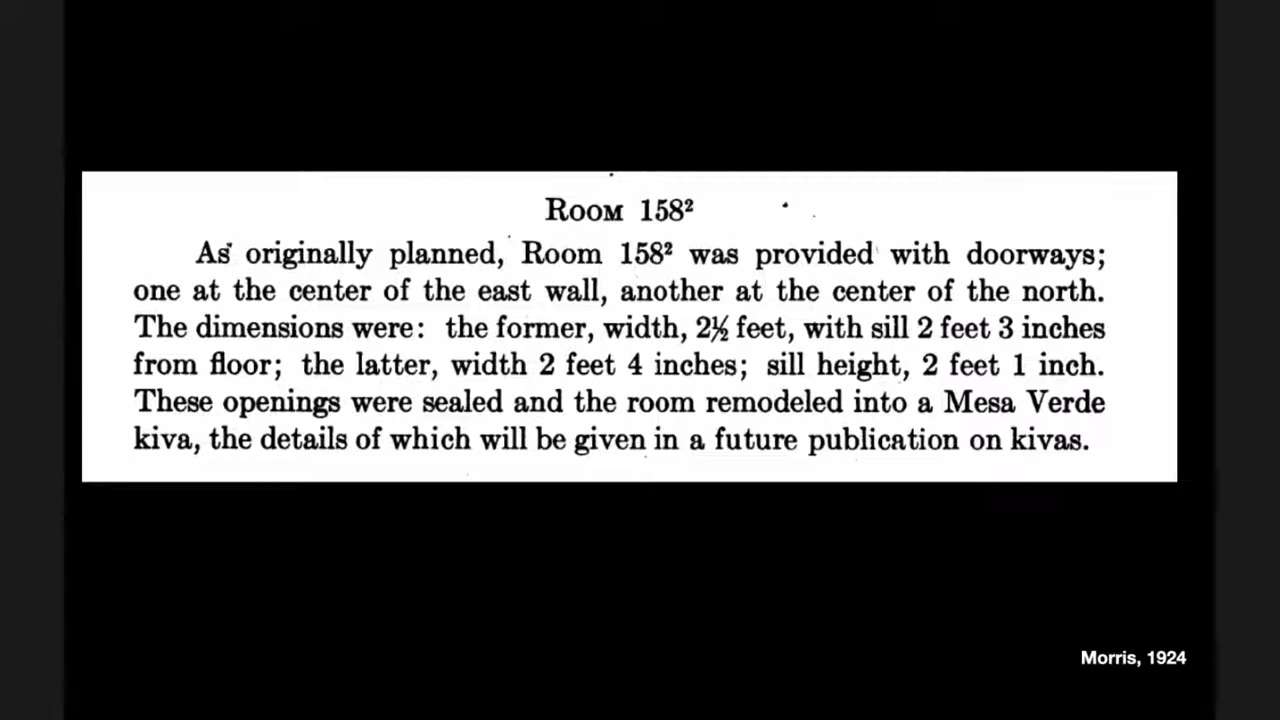 Room 158²
As originally planned, Room 158² was provided with doorways;
one at the center of the east wall, another at the center of the north.
The dimensions were: the former, width, 2½ feet, with sill 2 feet 3 inches
from floor; the latter, width 2 feet 4 inches; sill height, 2 feet 1 inch.
These openings were sealed and the room remodeled into a Mesa Verde
kiva, the details of which will be given in a future publication on kivas.
Morris, 1924